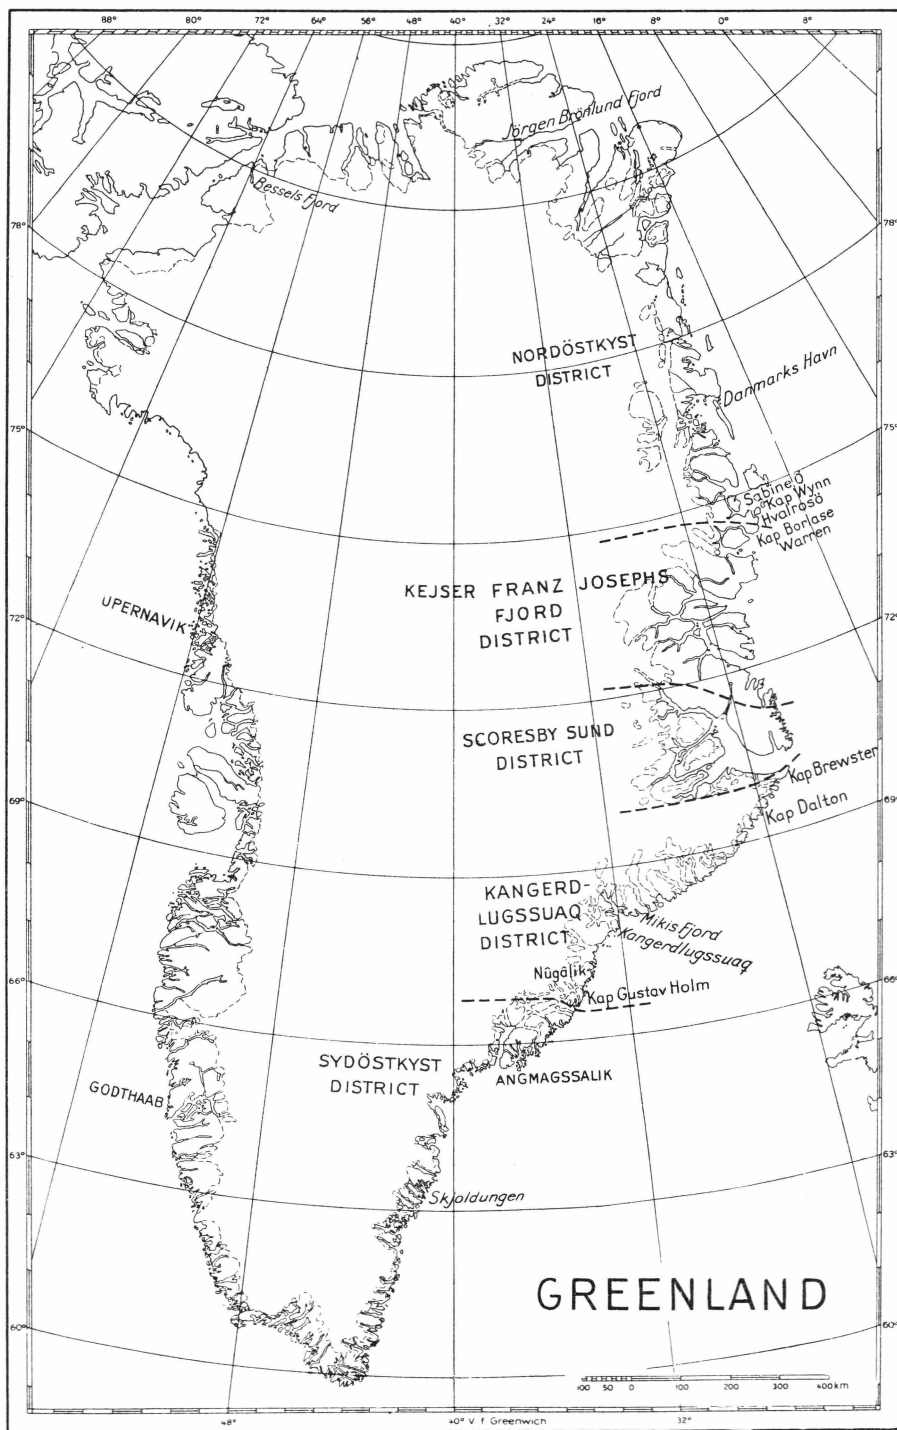 88° 80° 72° 64° 56° 48° 40° 32° 24° 16° 8° 0° 8°
Jörgen Brönlund Fjord
Bessels Fjord
78° 78°
NORDÖSTKYST
DISTRICT
Danmarks Havn
75° 75°
Sabine Ö
Kap Wynn
Hvalrosö
Kap Borlase
Warren
KEJSER FRANZ JOSEPHS
FJORD
DISTRICT
UPERNAVIK
72° 72°
SCORESBY SUND
DISTRICT
Kap Brewster
Kap Dalton
69° 69°
KANGERD-
LUGSSUAQ
DISTRICT
Mikis Fjord
Kangerdlugssuaq
Nûgâlik
66° 66°
Kap Gustav Holm
SYDÖSTKYST
DISTRICT
ANGMAGSSALIK
GODTHAAB
63° 63°
Skjoldungen
GREENLAND
60° 60°
100 50 0 100 200 300 400 km
48° 40° V f Greenwich 32°